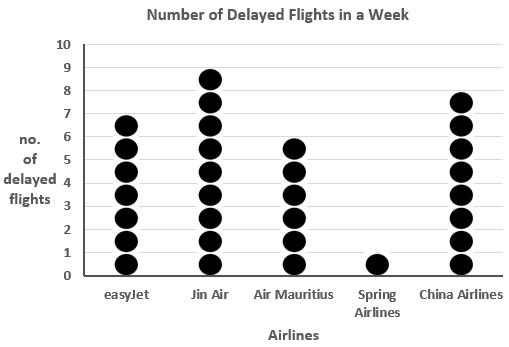 Number of Delayed Flights in a Week
10
9
8
7
6
5
4
3
2
1
0
no.
of
delayed
flights
easyJet
Jin Air
Air Mauritius
Spring
Airlines
China Airlines
Airlines